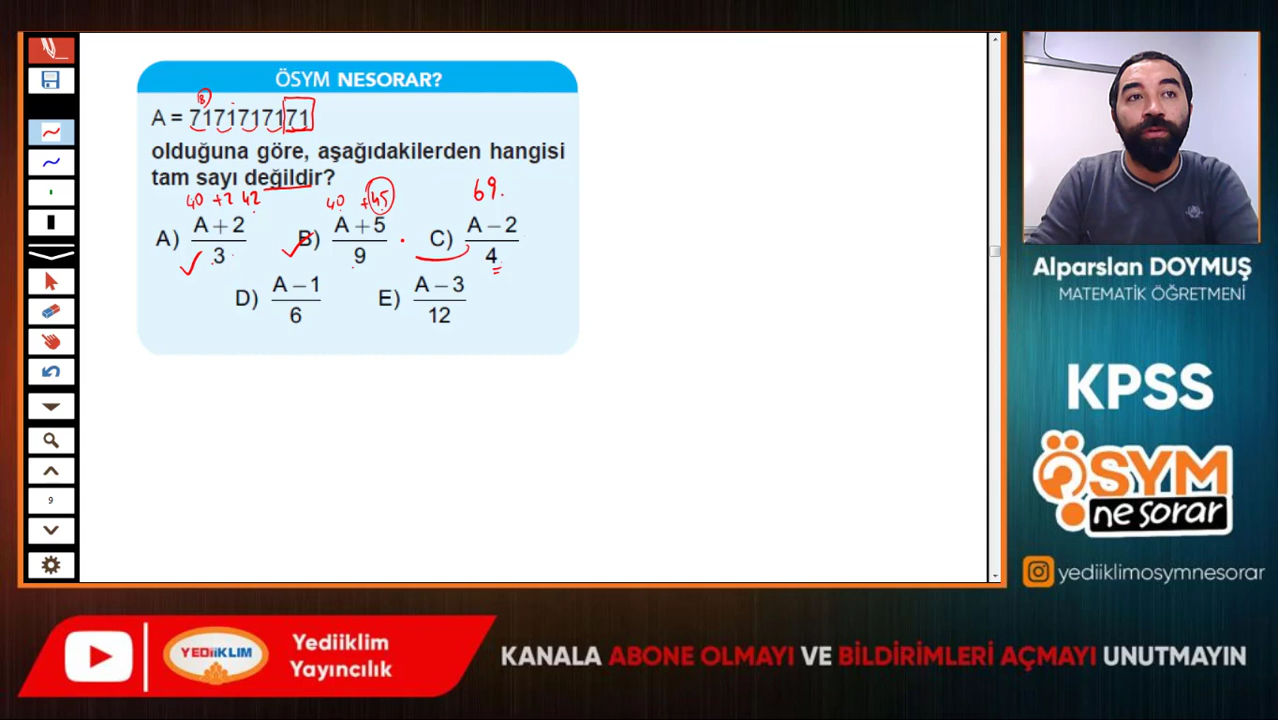 ÖSYM NESORAR?
8
A = 7171717171
olduğuna göre, aşağıdakilerden hangisi
tam sayı değildir?
40 +2 42
40 +45
69.
A) A + 2 / 3
B) A + 5 / 9
C) A − 2 / 4
D) A − 1 / 6
E) A − 3 / 12
9
Alparslan DOYMUŞ
MATEMATİK ÖĞRETMENİ
KPSS
ÖSYM
ne sorar
yediiklimosymnesorar
YEDİİKLİM
Yediiklim
Yayıncılık
KANALA ABONE OLMAYI VE BİLDİRİMLERİ AÇMAYI UNUTMAYIN